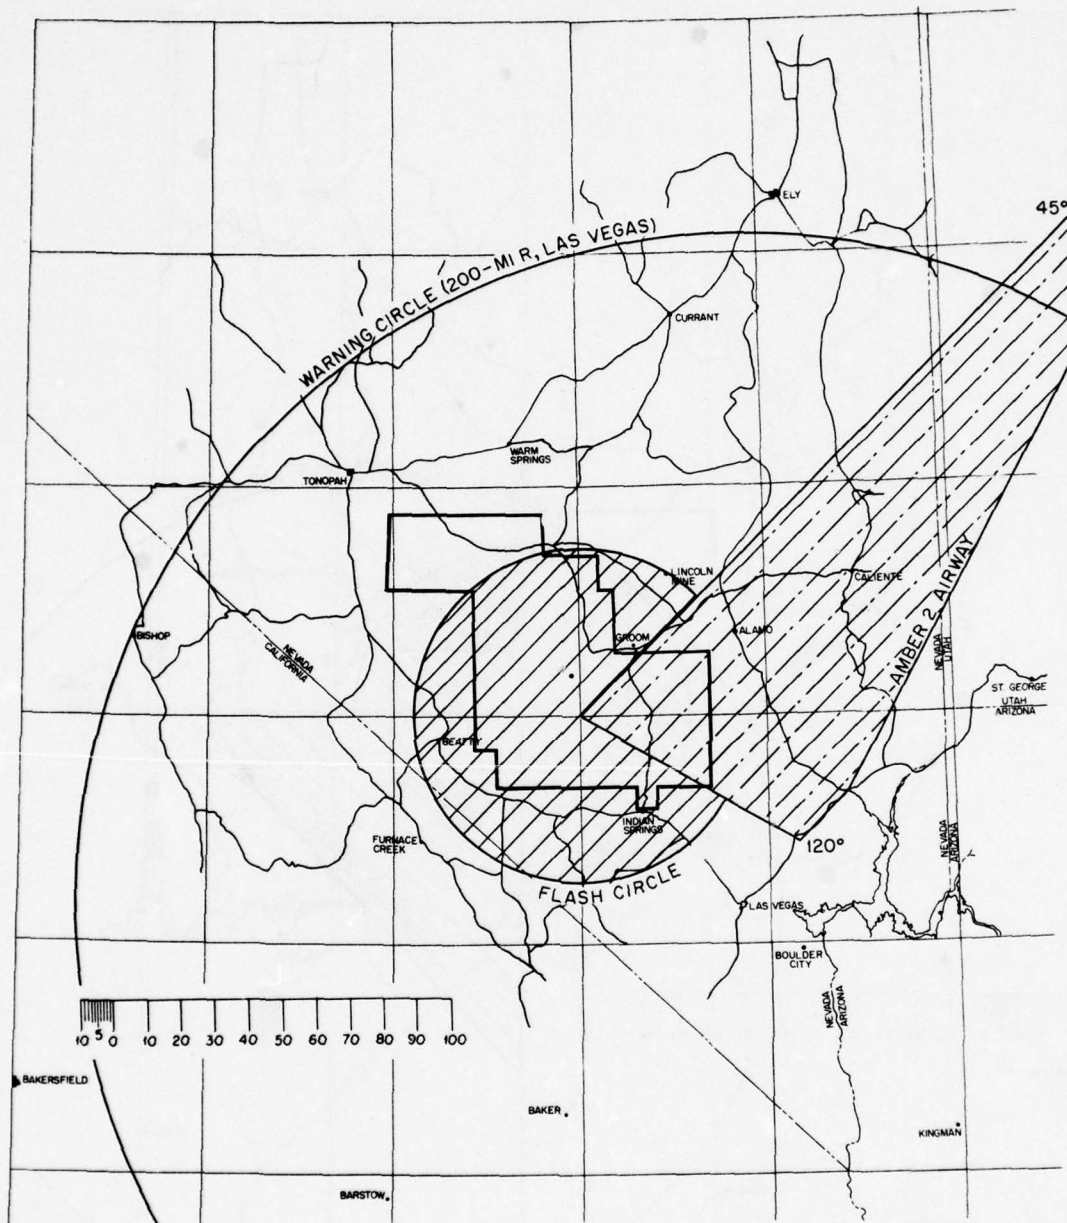 ELY
45°
WARNING CIRCLE (200-MI R, LAS VEGAS)
CURRANT
WARM
SPRINGS
TONOPAH
LINCOLN
MINE
CALIENTE
BISHOP
GROOM
ALAMO
AMBER 2 AIRWAY
NEVADA
UTAH
NEVADA
CALIFORNIA
ST. GEORGE
UTAH
ARIZONA
BEATTY
INDIAN
SPRINGS
FURNACE
CREEK
120°
NEVADA
ARIZONA
FLASH CIRCLE
LAS VEGAS
BOULDER
CITY
NEVADA
ARIZONA
10 5 0 10 20 30 40 50 60 70 80 90 100
BAKERSFIELD
BAKER
KINGMAN
BARSTOW